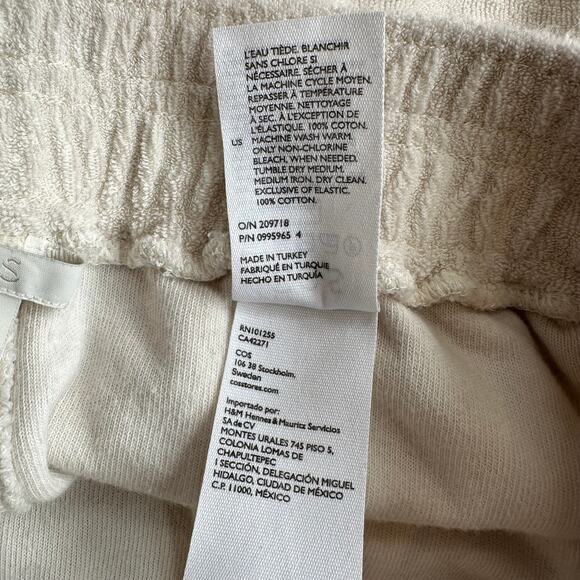 L'EAU TIÈDE. BLANCHIR
SANS CHLORE SI
NÉCESSAIRE. SÉCHER À
LA MACHINE CYCLE MOYEN.
REPASSER À TEMPÉRATURE
MOYENNE. NETTOYAGE
À SEC. À L'EXCEPTION DE
L'ÉLASTIQUE. 100% COTON.
US MACHINE WASH WARM.
ONLY NON-CHLORINE
BLEACH, WHEN NEEDED.
TUMBLE DRY MEDIUM.
MEDIUM IRON. DRY CLEAN.
EXCLUSIVE OF ELASTIC.
100% COTTON.
O/N 209718
P/N 0995965 4
MADE IN TURKEY
FABRIQUÉ EN TURQUIE
HECHO EN TURQUÍA
S
RN101255
CA42271
COS
106 38 Stockholm,
Sweden
cosstores.com
Importado por:
H&M Hennes & Mauritz Servicios
SA de CV
MONTES URALES 745 PISO 5,
COLONIA LOMAS DE
CHAPULTEPEC
I SECCIÓN, DELEGACIÓN MIGUEL
HIDALGO, CIUDAD DE MÉXICO
C.P. 11000, MÉXICO